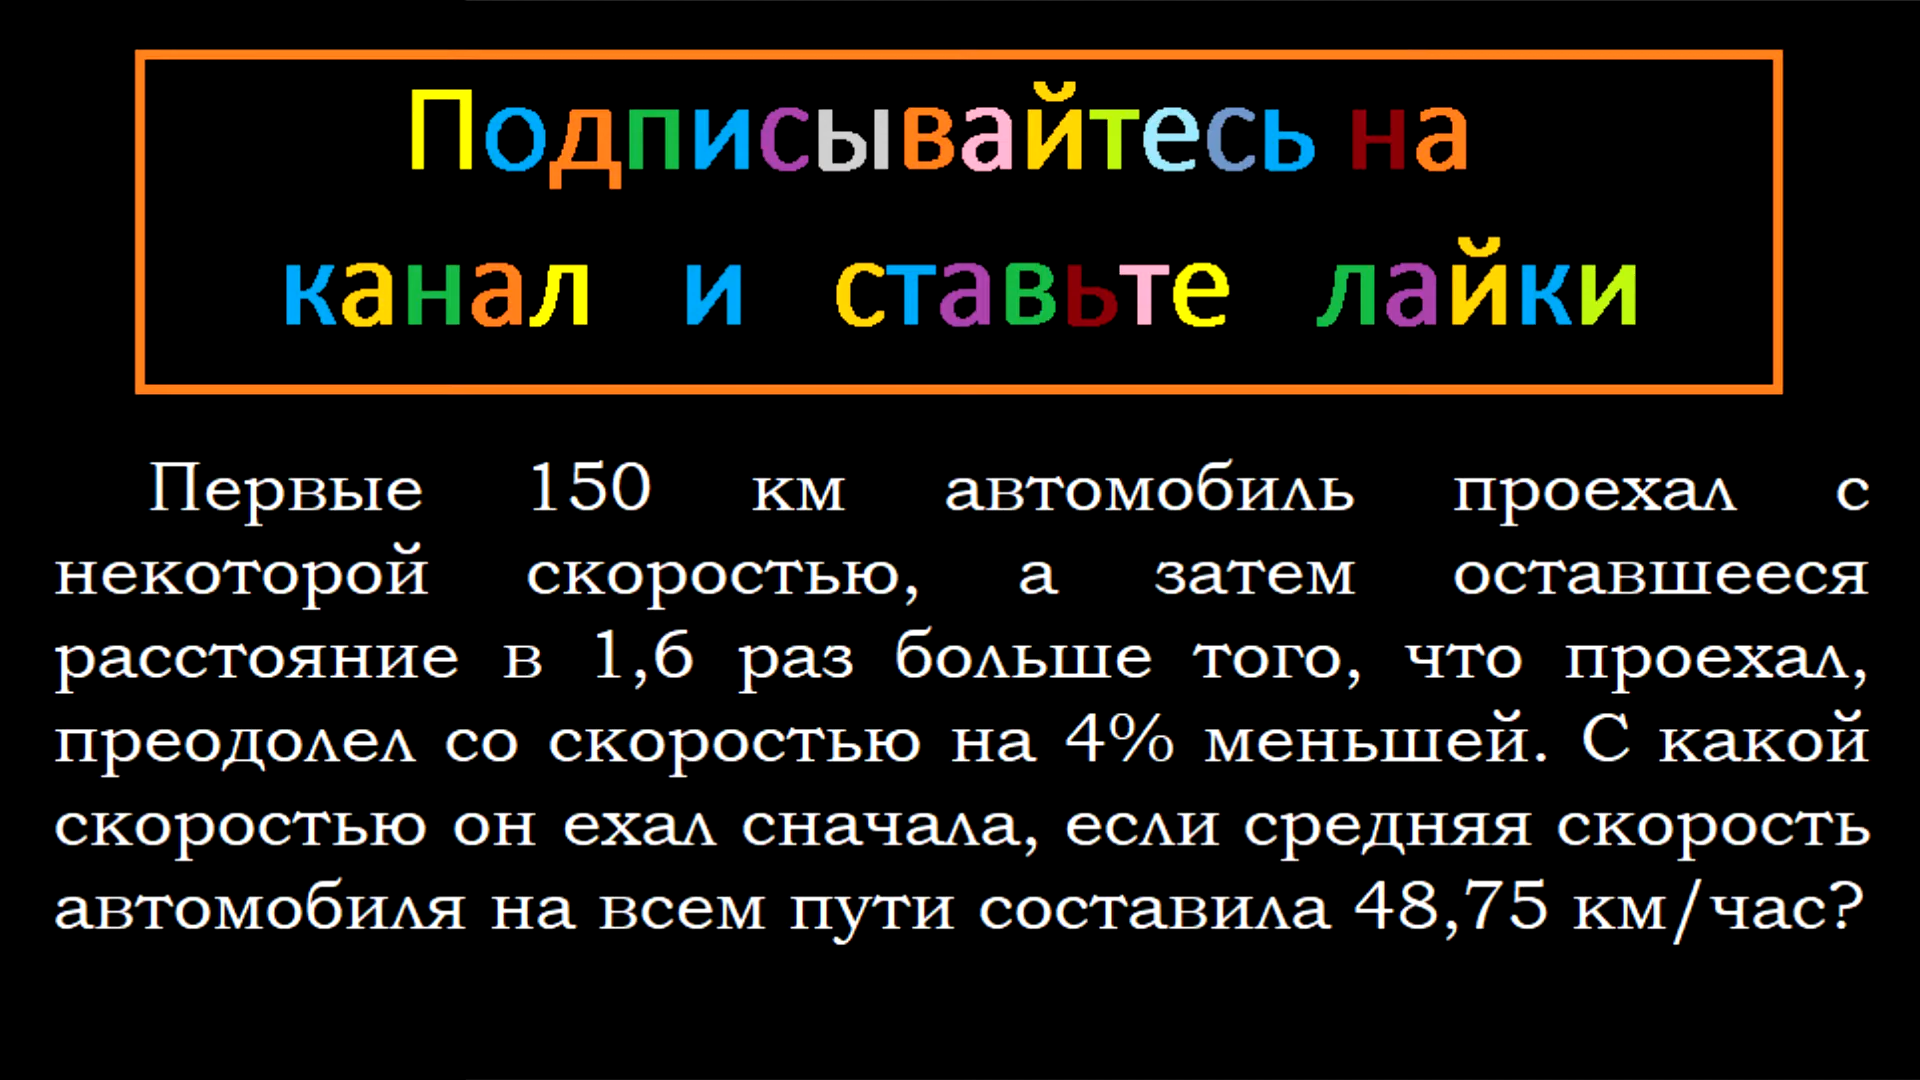 Подписывайтесь на
канал и ставьте лайки
Первые 150 км автомобиль проехал с
некоторой скоростью, а затем оставшееся
расстояние в 1,6 раз больше того, что проехал,
преодолел со скоростью на 4% меньшей. С какой
скоростью он ехал сначала, если средняя скорость
автомобиля на всем пути составила 48,75 км/час?